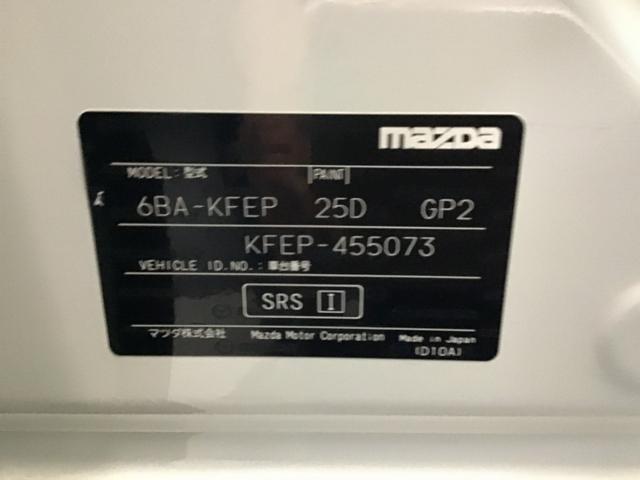 mazda
MODEL:型式 PAINT
6BA-KFEP 25D GP2
KFEP-455073
VEHICLE ID.NO.:車台番号
SRS I
マツダ株式会社 Mazda Motor Corporation Made in Japan
(D10A)